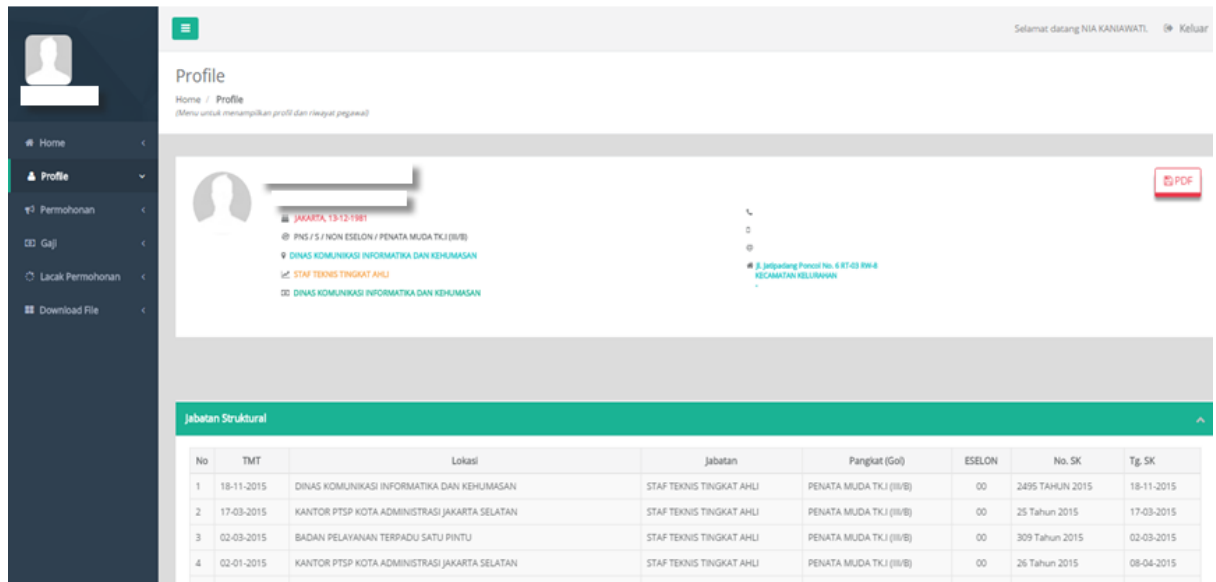 Selamat datang NIA KANIAWATI. Keluar
Profile
Home / Profile
(Menu untuk menampilkan profil dan riwayat pegawai)
Home
Profile
Permohonan
Gaji
Lacak Permohonan
Download File
PDF
JAKARTA, 13-12-1981
PNS / S / NON ESELON / PENATA MUDA TK.I (III/B)
DINAS KOMUNIKASI INFORMATIKA DAN KEHUMASAN
STAF TEKNIS TINGKAT AHLI
DINAS KOMUNIKASI INFORMATIKA DAN KEHUMASAN
Jl. Jatipadang Poncol No. 6 RT-03 RW-8
KECAMATAN KELURAHAN
-
Jabatan Struktural
No TMT Lokasi Jabatan Pangkat (Gol) ESELON No. SK Tg. SK
1 18-11-2015 DINAS KOMUNIKASI INFORMATIKA DAN KEHUMASAN STAF TEKNIS TINGKAT AHLI PENATA MUDA TK.I (III/B) 00 2495 TAHUN 2015 18-11-2015
2 17-03-2015 KANTOR PTSP KOTA ADMINISTRASI JAKARTA SELATAN STAF TEKNIS TINGKAT AHLI PENATA MUDA TK.I (III/B) 00 25 Tahun 2015 17-03-2015
3 02-03-2015 BADAN PELAYANAN TERPADU SATU PINTU STAF TEKNIS TINGKAT AHLI PENATA MUDA TK.I (III/B) 00 309 Tahun 2015 02-03-2015
4 02-01-2015 KANTOR PTSP KOTA ADMINISTRASI JAKARTA SELATAN STAF TEKNIS TINGKAT AHLI PENATA MUDA TK.I (III/B) 00 26 Tahun 2015 08-04-2015